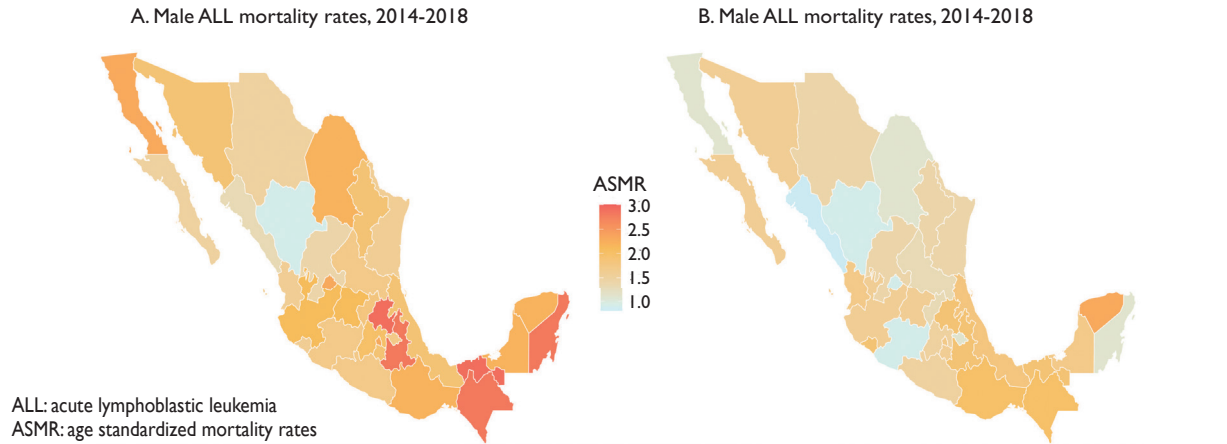 A. Male ALL mortality rates, 2014-2018
B. Male ALL mortality rates, 2014-2018
ASMR
3.0
2.5
2.0
1.5
1.0
ALL: acute lymphoblastic leukemia
ASMR: age standardized mortality rates